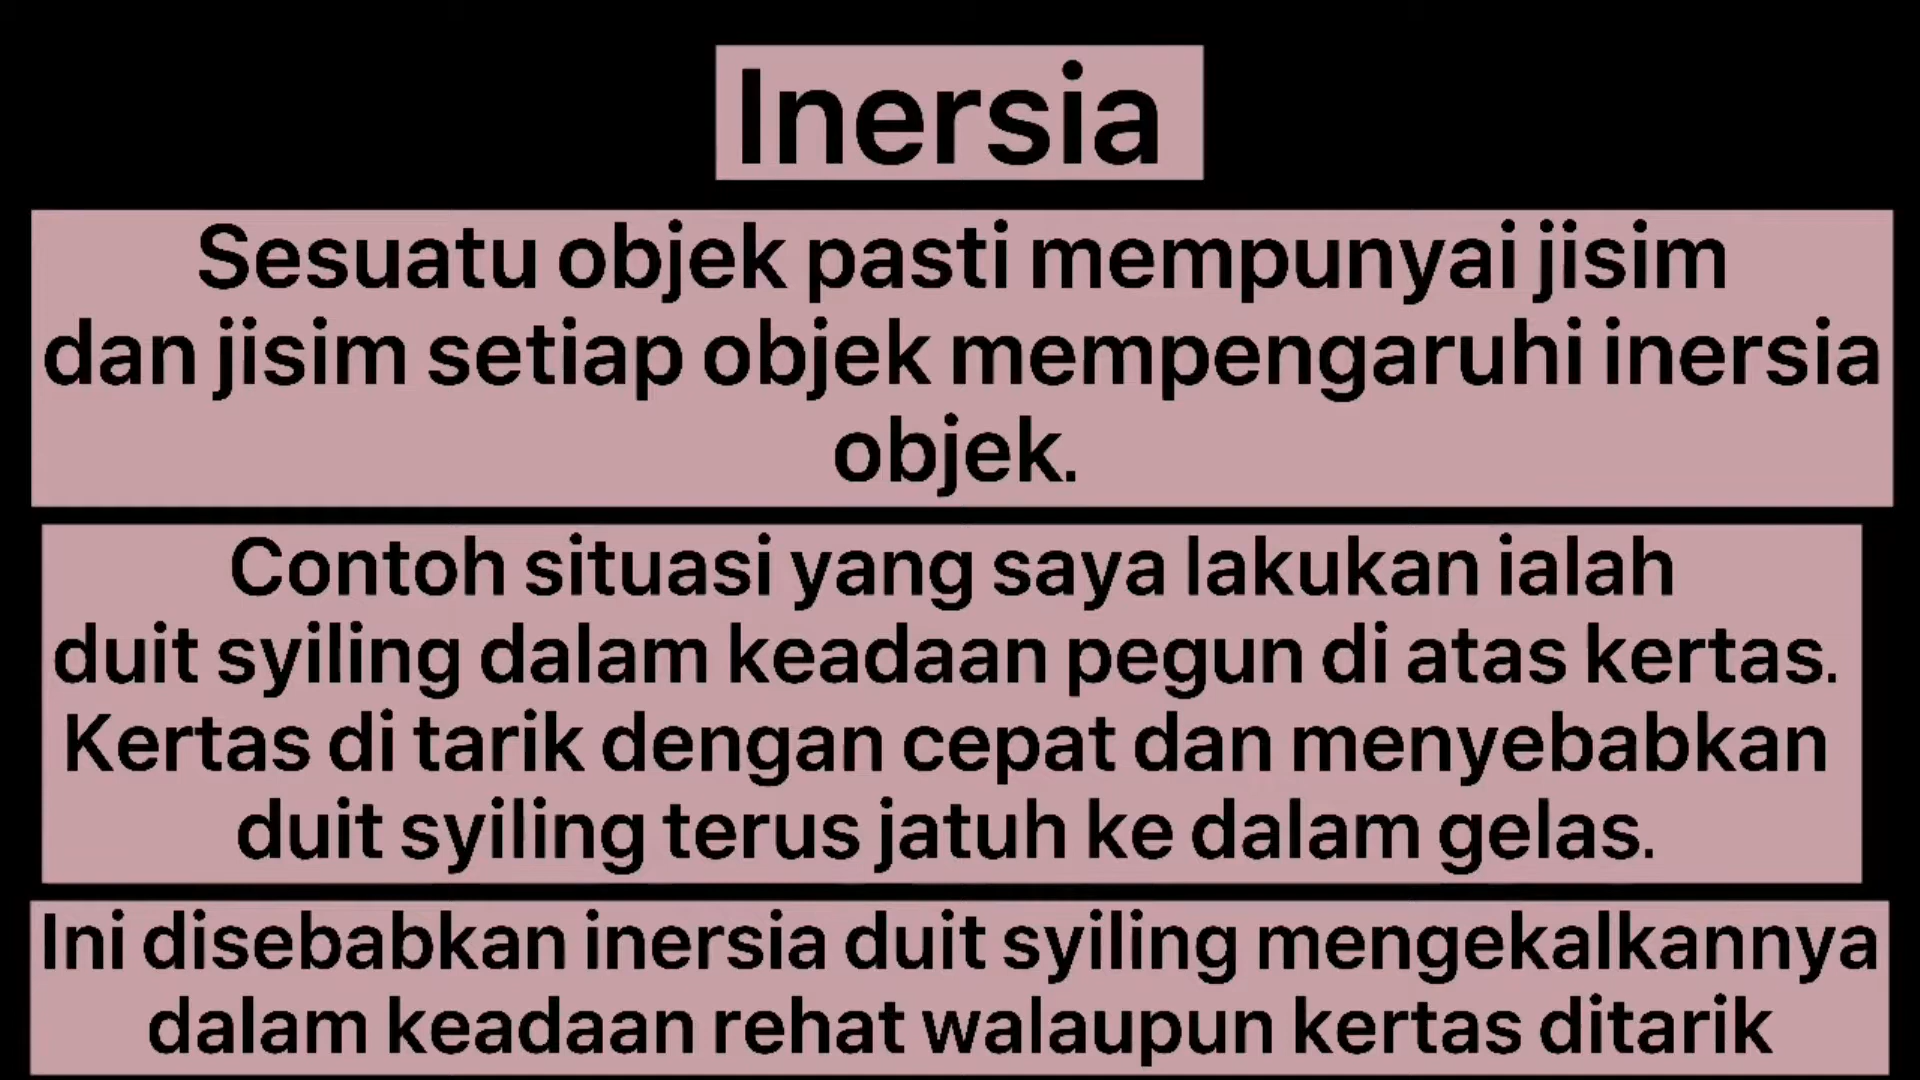 Inersia
Sesuatu objek pasti mempunyai jisim
dan jisim setiap objek mempengaruhi inersia
objek.
Contoh situasi yang saya lakukan ialah
duit syiling dalam keadaan pegun di atas kertas.
Kertas di tarik dengan cepat dan menyebabkan
duit syiling terus jatuh ke dalam gelas.
Ini disebabkan inersia duit syiling mengekalkannya
dalam keadaan rehat walaupun kertas ditarik